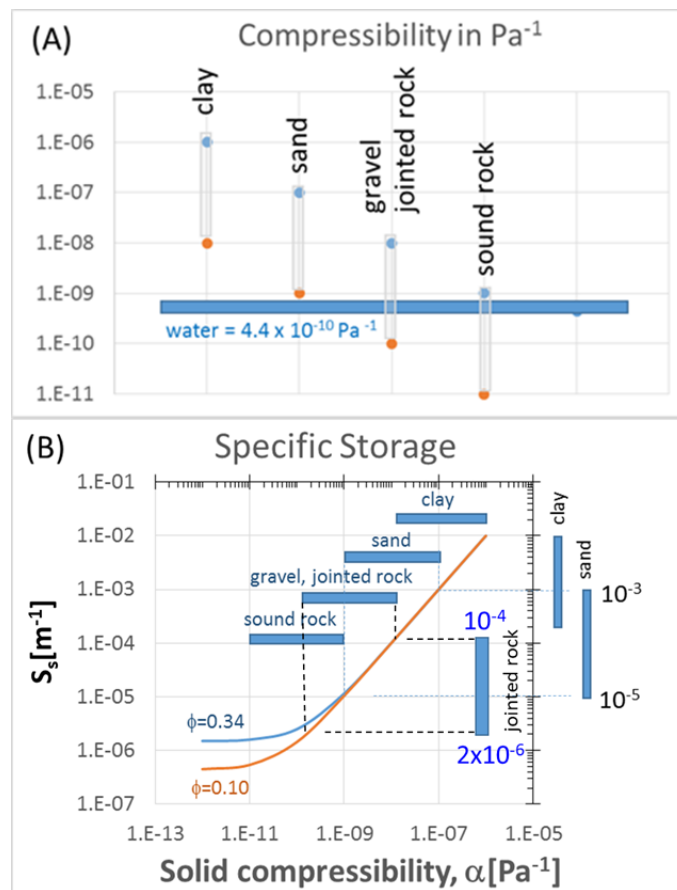 (A)
Compressibility in Pa⁻¹
1.E-05
1.E-06
1.E-07
1.E-08
1.E-09
1.E-10
1.E-11
clay
sand
gravel
jointed rock
sound rock
water = 4.4 x 10⁻¹⁰ Pa ⁻¹
(B)
Specific Storage
Sₛ[m⁻¹]
1.E-01
1.E-02
1.E-03
1.E-04
1.E-05
1.E-06
1.E-07
clay
sand
gravel, jointed rock
sound rock
ϕ=0.34
ϕ=0.10
10⁻⁴
2x10⁻⁶
jointed rock
clay
sand
10⁻³
10⁻⁵
1.E-13
1.E-11
1.E-09
1.E-07
1.E-05
Solid compressibility, α[Pa⁻¹]